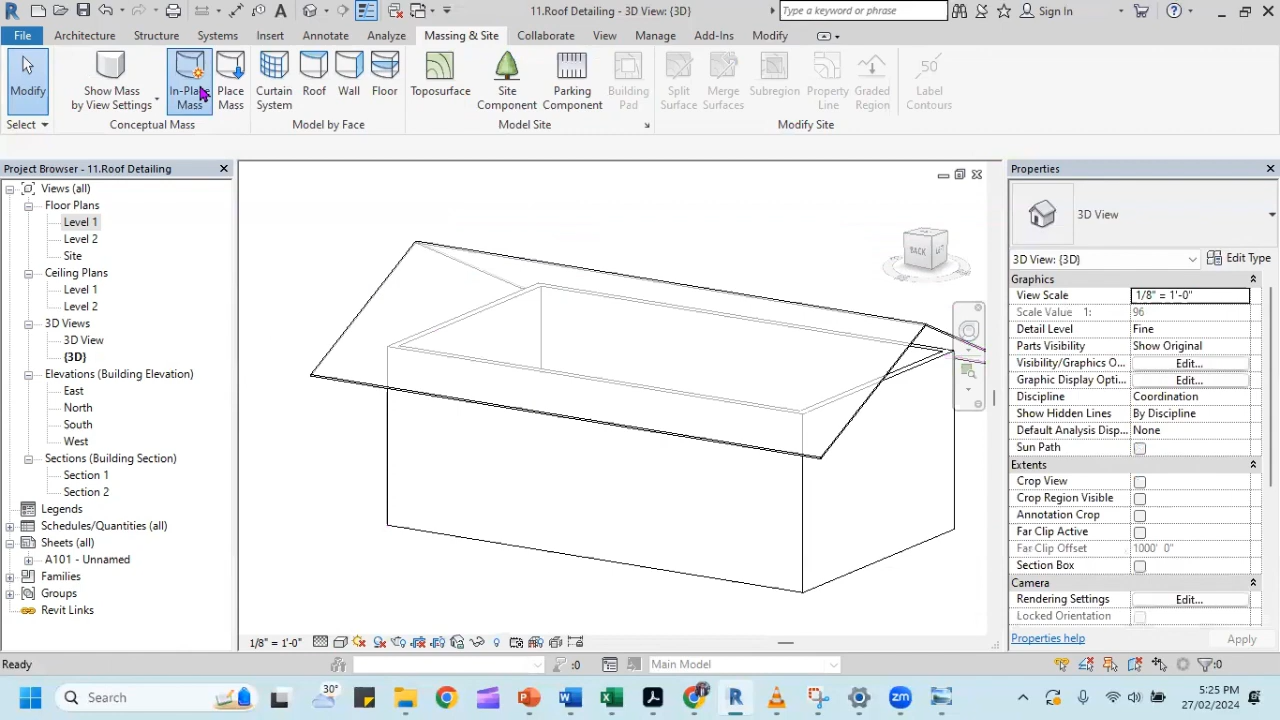 11.Roof Detailing - 3D View: {3D}
Type a keyword or phrase
Sign In
File
Architecture
Structure
Systems
Insert
Annotate
Analyze
Massing & Site
Collaborate
View
Manage
Add-Ins
Modify
Modify
Show Mass
by View Settings
In-Place
Mass
Place
Mass
Curtain
System
Roof
Wall
Floor
Toposurface
Site
Component
Parking
Component
Building
Pad
Split
Surface
Merge
Surfaces
Subregion
Property
Line
Graded
Region
50
Label
Contours
Select
Conceptual Mass
Model by Face
Model Site
Modify Site
Project Browser - 11.Roof Detailing
Views (all)
Floor Plans
Level 1
Level 2
Site
Ceiling Plans
Level 1
Level 2
3D Views
3D View
{3D}
Elevations (Building Elevation)
East
North
South
West
Sections (Building Section)
Section 1
Section 2
Legends
Schedules/Quantities (all)
Sheets (all)
A101 - Unnamed
Families
Groups
Revit Links
BACK
Properties
3D View
3D View: {3D}
Edit Type
Graphics
View Scale 1/8" = 1'-0"
Scale Value 1: 96
Detail Level Fine
Parts Visibility Show Original
Visibility/Graphics O... Edit...
Graphic Display Opti... Edit...
Discipline Coordination
Show Hidden Lines By Discipline
Default Analysis Disp... None
Sun Path
Extents
Crop View
Crop Region Visible
Annotation Crop
Far Clip Active
Far Clip Offset 1000' 0"
Section Box
Camera
Rendering Settings Edit...
Locked Orientation
Properties help
Apply
1/8" = 1'-0"
Ready
:0
Main Model
:0
Search
30°
zm
5:25 PM
27/02/2024